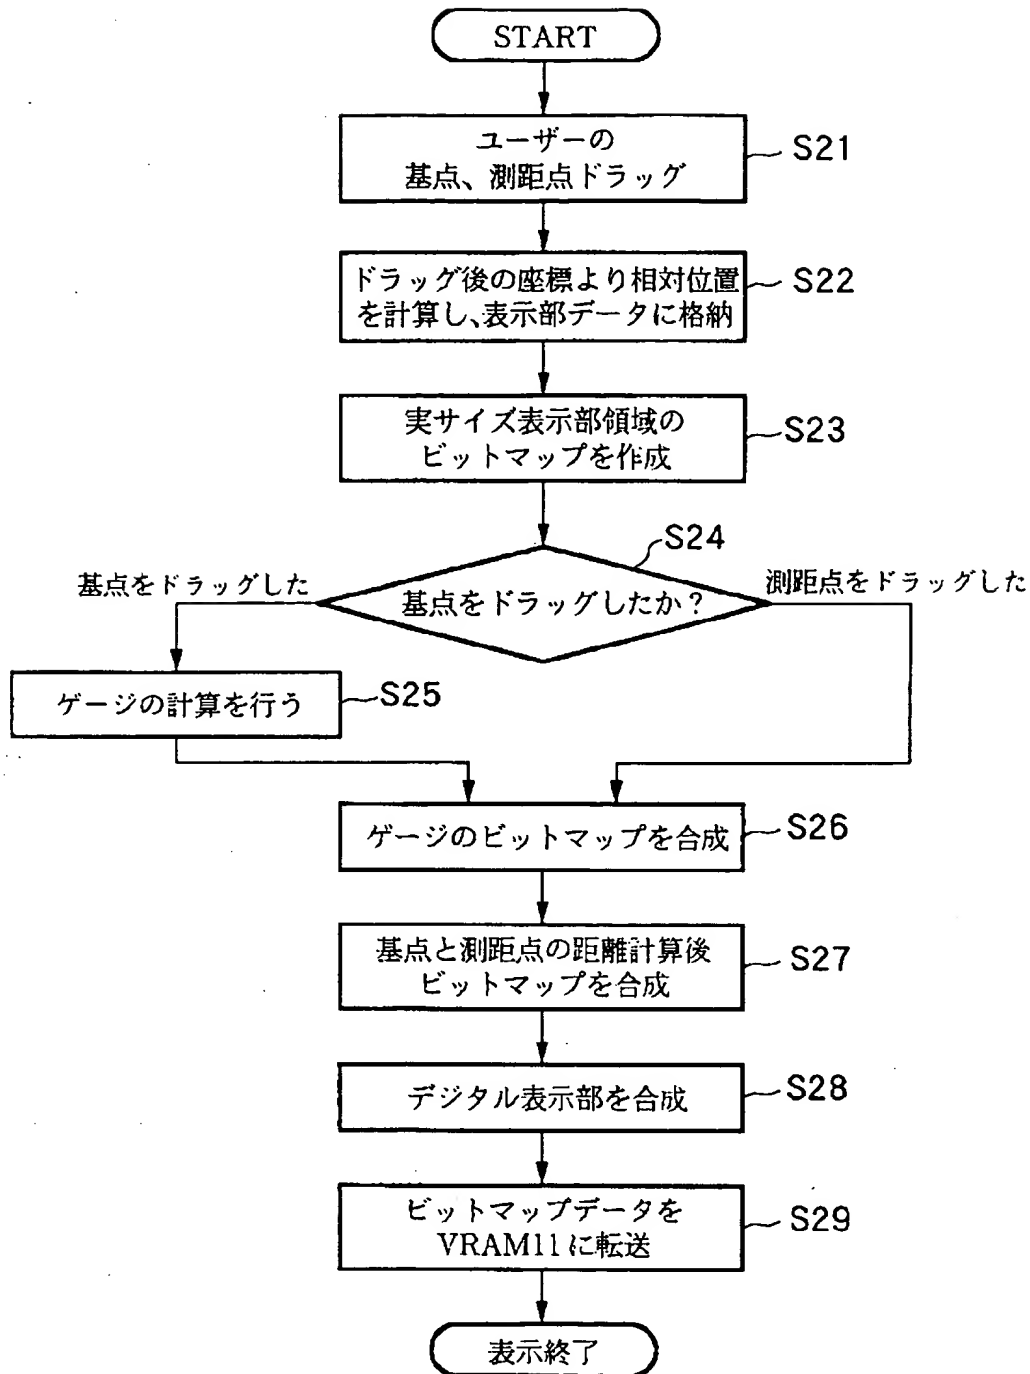 START
ユーザーの
基点、測距点ドラッグ
S21
ドラッグ後の座標より相対位置
を計算し、表示部データに格納
S22
実サイズ表示部領域の
ビットマップを作成
S23
S24
基点をドラッグしたか？
基点をドラッグした
測距点をドラッグした
ゲージの計算を行う
S25
ゲージのビットマップを合成
S26
基点と測距点の距離計算後
ビットマップを合成
S27
デジタル表示部を合成
S28
ビットマップデータを
VRAM11に転送
S29
表示終了